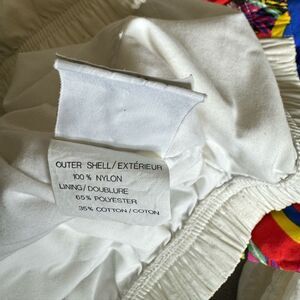 OUTER SHELL/EXTÉRIEUR
100% NYLON
LINING/DOUBLURE
65% POLYESTER
35% COTTON/COTON